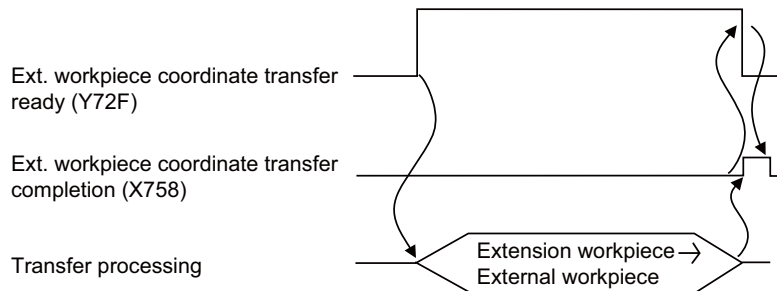 Ext. workpiece coordinate transfer
ready (Y72F)
Ext. workpiece coordinate transfer
completion (X758)
Transfer processing
Extension workpiece →
External workpiece